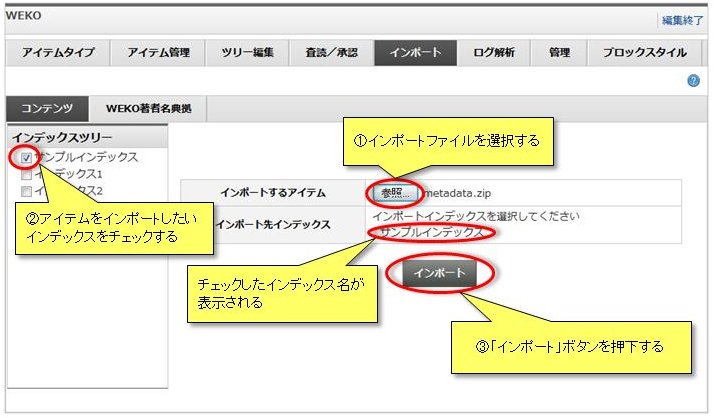 WEKO
編集終了
アイテムタイプ
アイテム管理
ツリー編集
査読／承認
インポート
ログ解析
管理
ブロックスタイル
?
コンテンツ
WEKO著者名典拠
インデックスツリー
サンプルインデックス
インデックス1
インデックス2
①インポートファイルを選択する
インポートするアイテム
参照...
metadata.zip
②アイテムをインポートしたい
インデックスをチェックする
インポート先インデックス
インポートインデックスを選択してください
サンプルインデックス
チェックしたインデックス名が
表示される
インポート
③「インポート」ボタンを押下する